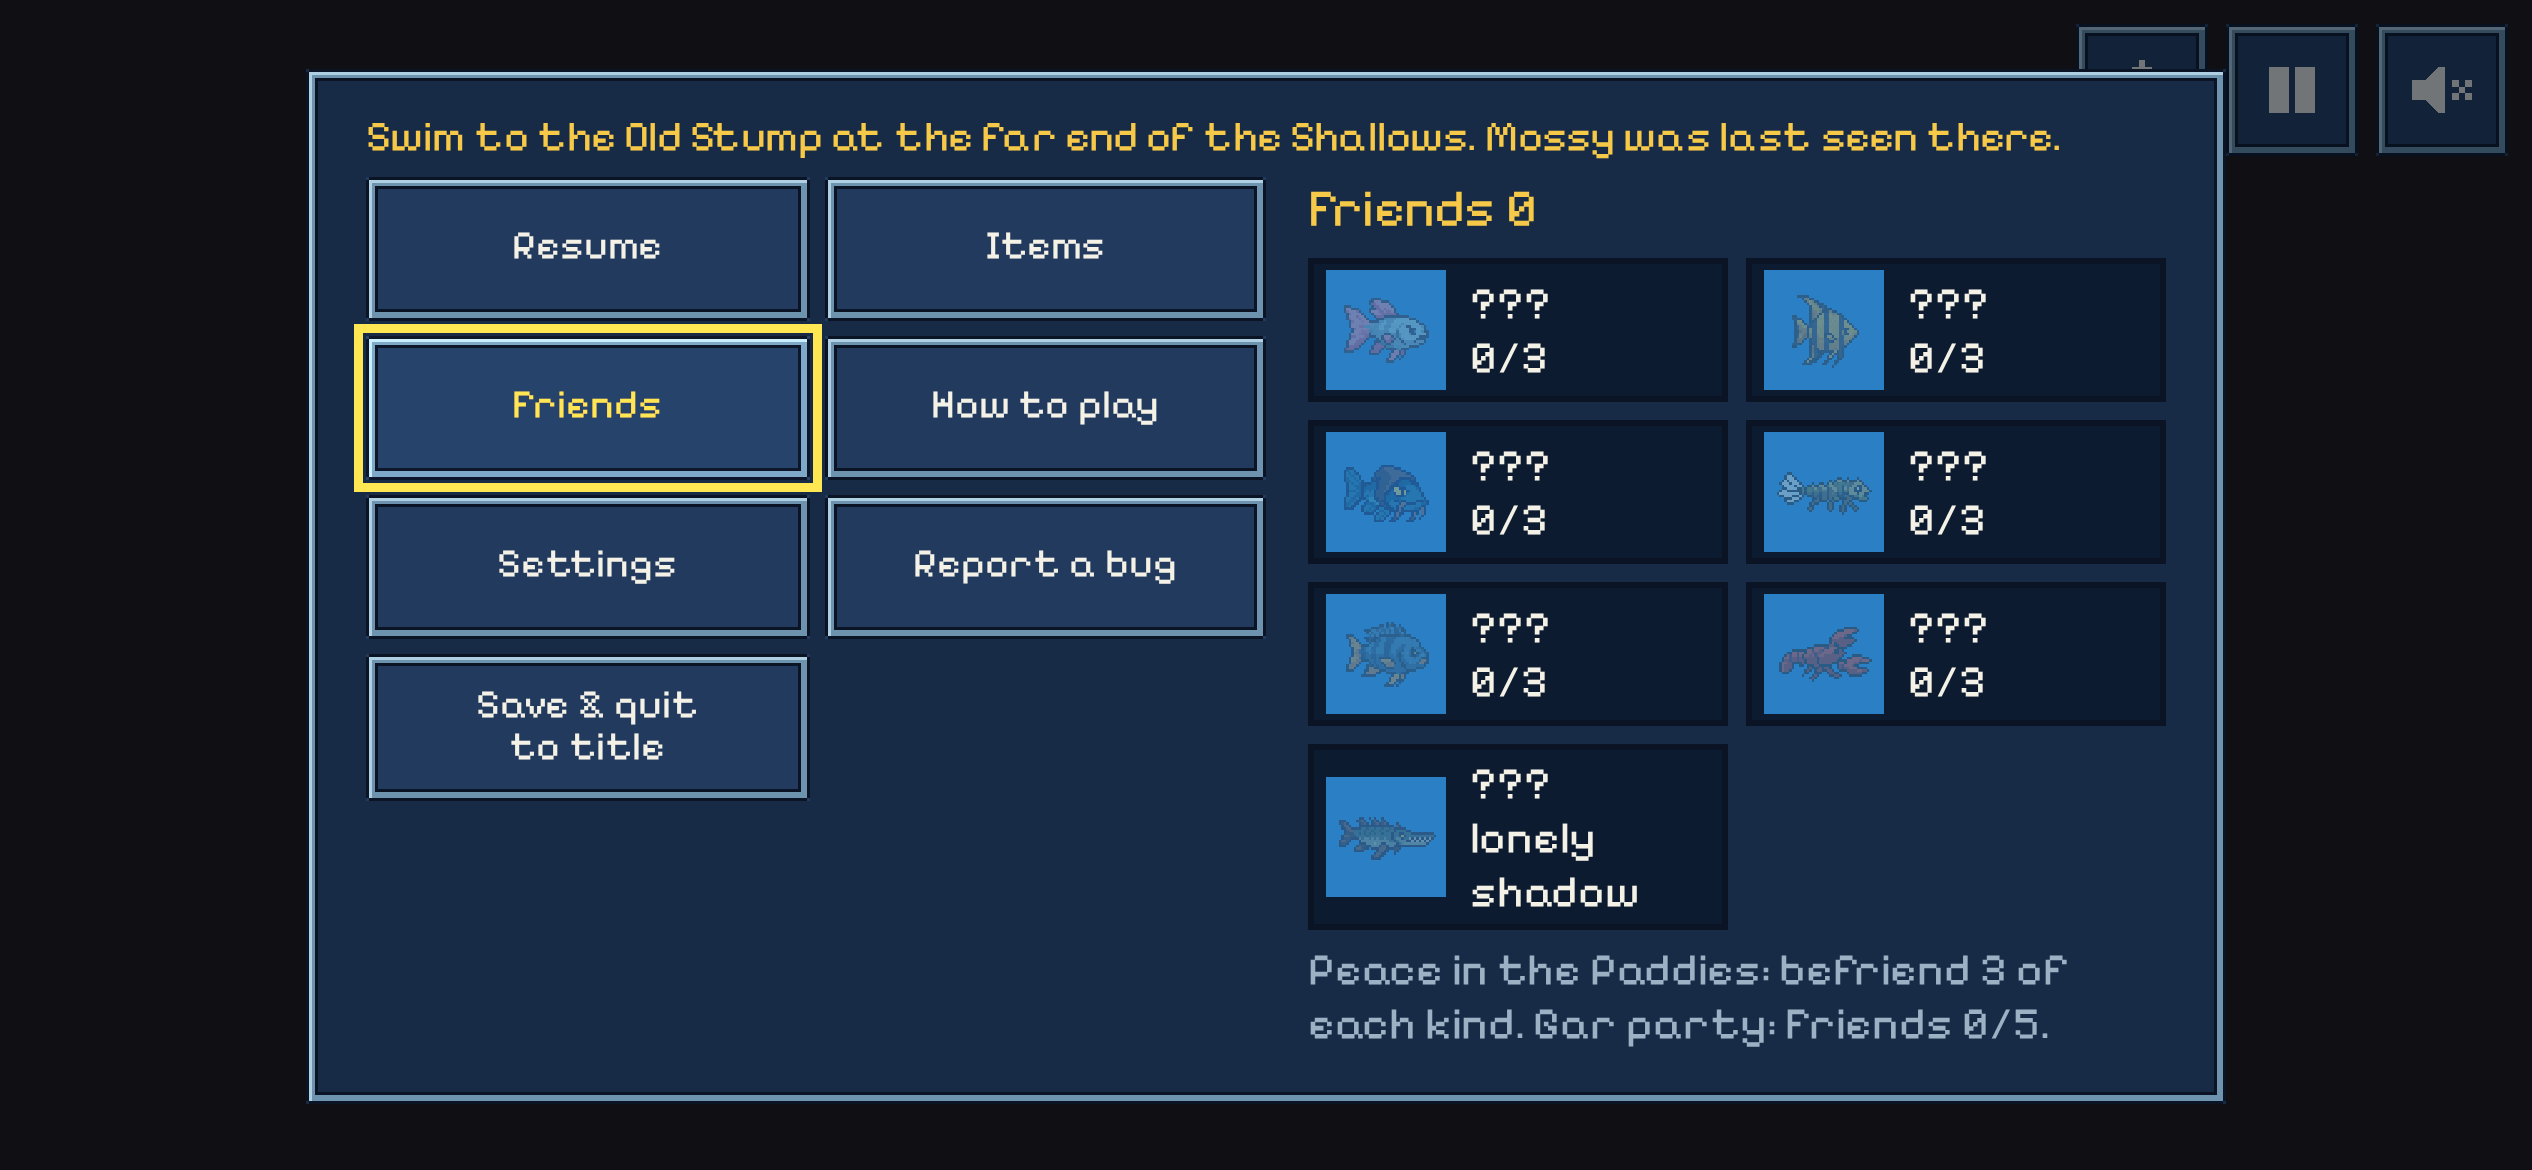 Swim to the Old Stump at the far end of the Shallows. Mossy was last seen there.
Resume
Items
Friends
How to play
Settings
Report a bug
Save & quit
to title
Friends 0
???
0/3
???
0/3
???
0/3
???
0/3
???
0/3
???
0/3
???
lonely
shadow
Peace in the Paddies: befriend 3 of
each kind. Gar party: Friends 0/5.